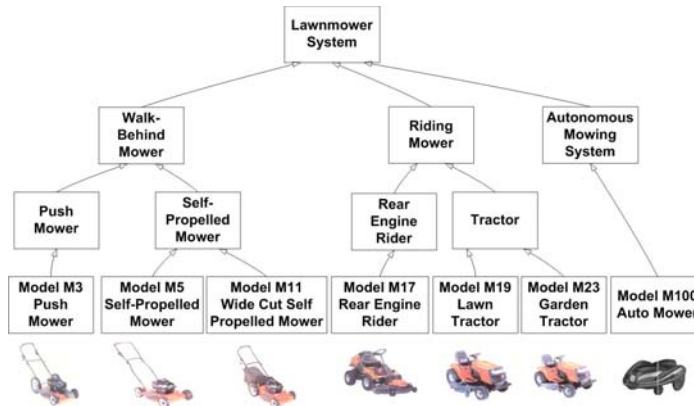 Lawnmower
System
Walk-
Behind
Mower
Riding
Mower
Autonomous
Mowing
System
Push
Mower
Self-
Propelled
Mower
Rear
Engine
Rider
Tractor
Model M3
Push
Mower
Model M5
Self-Propelled
Mower
Model M11
Wide Cut Self
Propelled Mower
Model M17
Rear Engine
Rider
Model M19
Lawn
Tractor
Model M23
Garden
Tractor
Model M100
Auto Mower